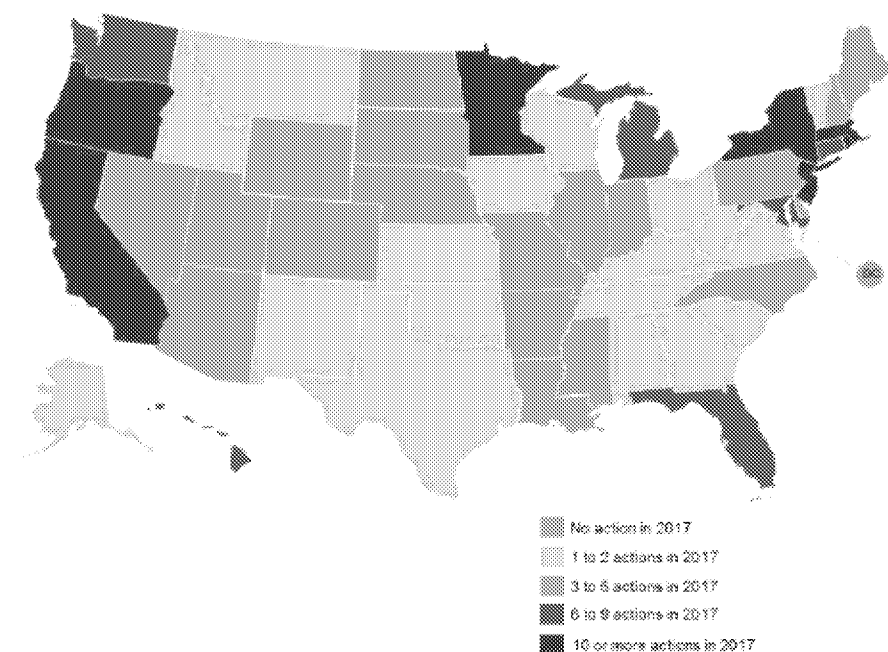 DC
No action in 2017
1 to 2 actions in 2017
3 to 5 actions in 2017
6 to 9 actions in 2017
10 or more actions in 2017